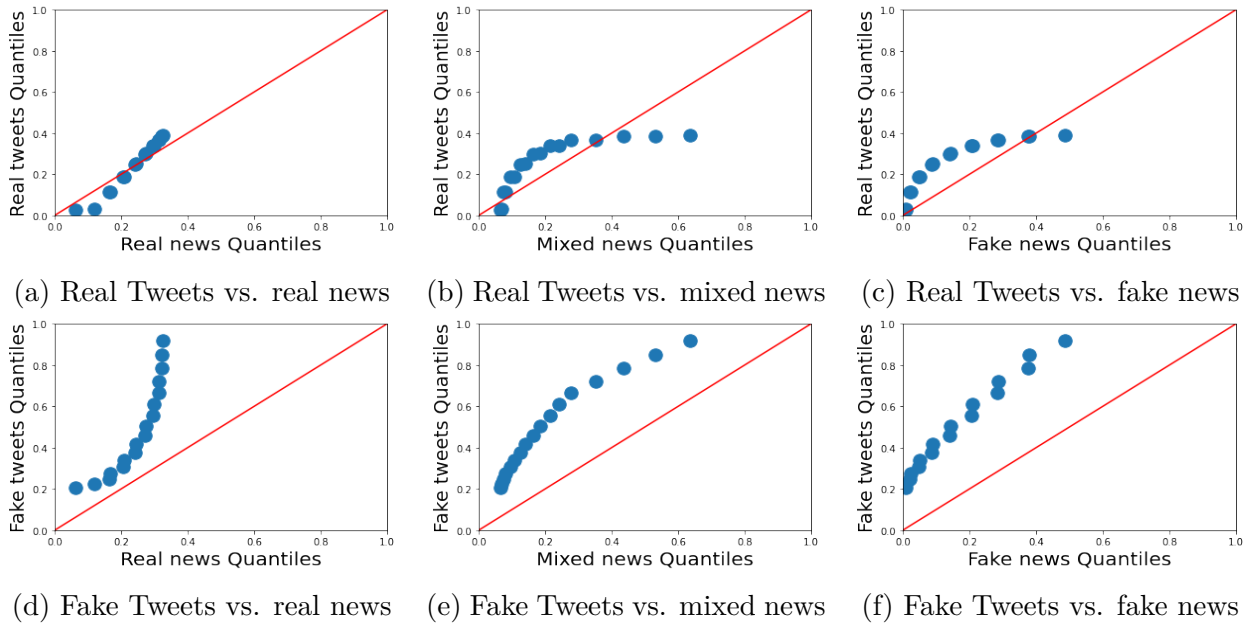 1.0 1.0 1.0
0.8 0.8 0.8
0.6 0.6 0.6
0.4 0.4 0.4
0.2 0.2 0.2
0.0 0.0 0.0
Real tweets Quantiles Real tweets Quantiles Real tweets Quantiles
0.0 0.2 0.4 0.6 0.8 1.0 0.0 0.2 0.4 0.6 0.8 1.0 0.0 0.2 0.4 0.6 0.8 1.0
Real news Quantiles Mixed news Quantiles Fake news Quantiles
(a) Real Tweets vs. real news (b) Real Tweets vs. mixed news (c) Real Tweets vs. fake news
1.0 1.0 1.0
0.8 0.8 0.8
0.6 0.6 0.6
0.4 0.4 0.4
0.2 0.2 0.2
0.0 0.0 0.0
Fake tweets Quantiles Fake tweets Quantiles Fake tweets Quantiles
0.0 0.2 0.4 0.6 0.8 1.0 0.0 0.2 0.4 0.6 0.8 1.0 0.0 0.2 0.4 0.6 0.8 1.0
Real news Quantiles Mixed news Quantiles Fake news Quantiles
(d) Fake Tweets vs. real news (e) Fake Tweets vs. mixed news (f) Fake Tweets vs. fake news